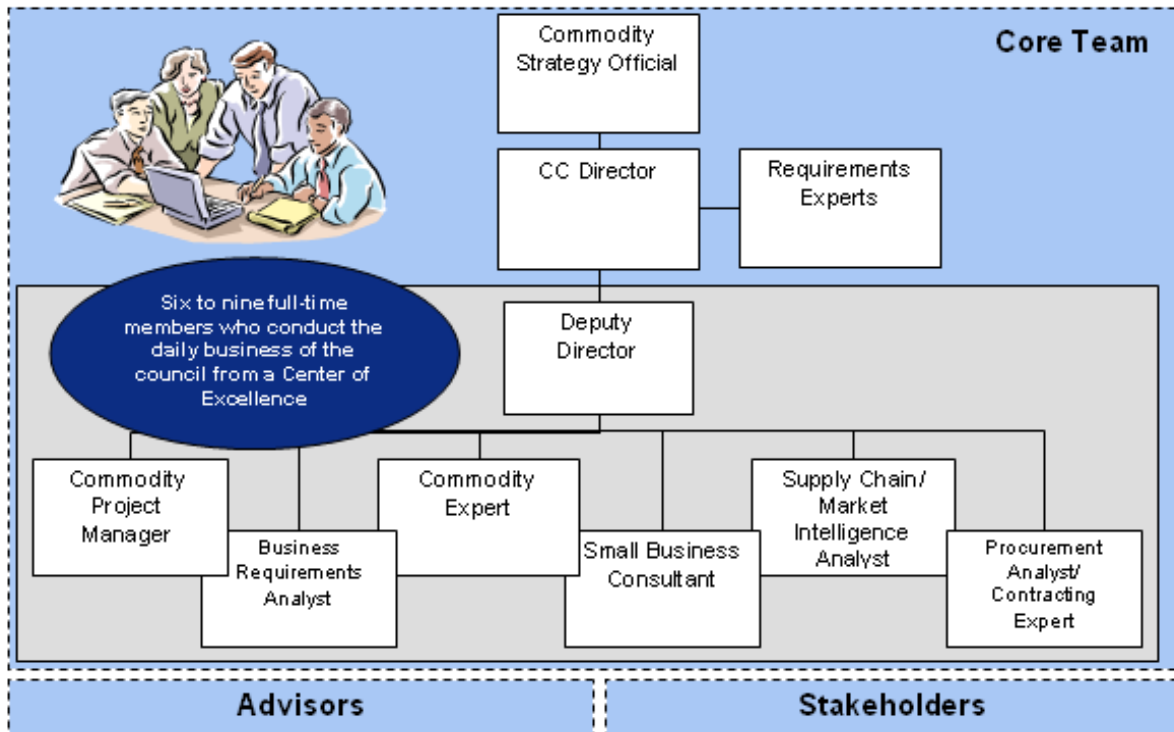 Core Team
Commodity
Strategy Official
CC Director
Requirements
Experts
Six to nine full-time
members who conduct the
daily business of the
council from a Center of
Excellence
Deputy
Director
Commodity
Project
Manager
Business
Requirements
Analyst
Commodity
Expert
Small Business
Consultant
Supply Chain/
Market
Intelligence
Analyst
Procurement
Analyst/
Contracting
Expert
Advisors
Stakeholders